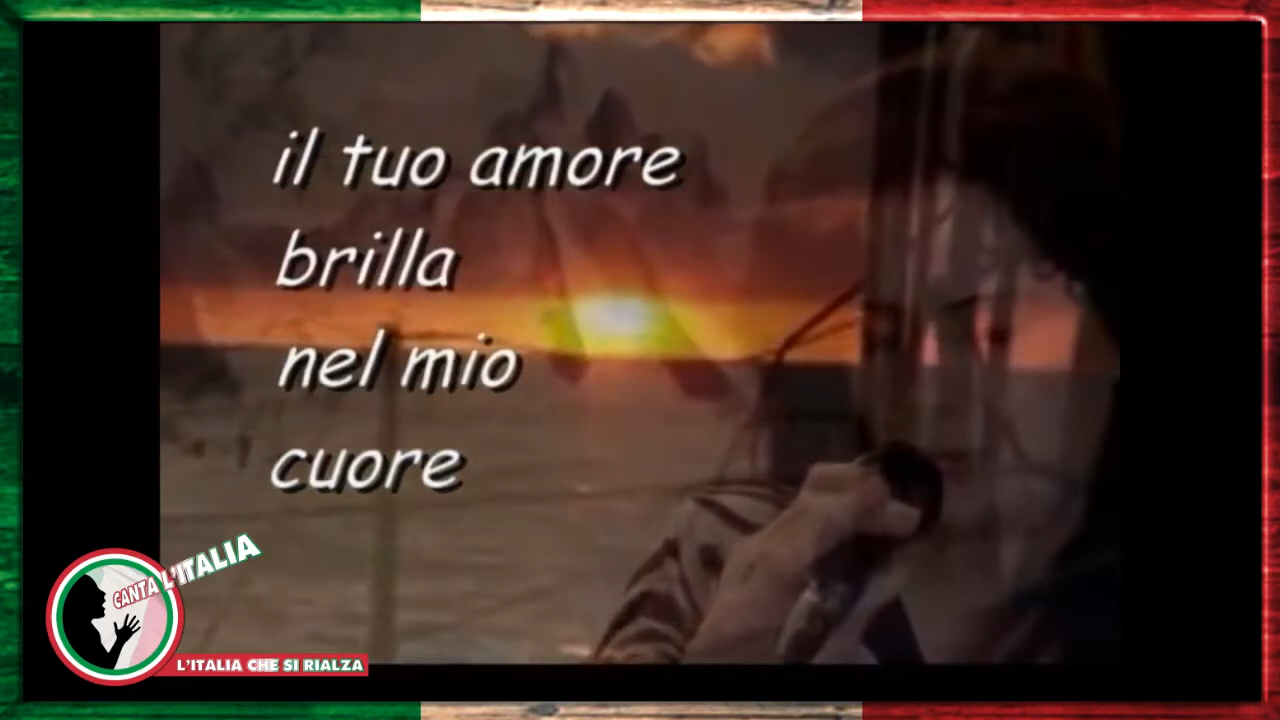 il tuo amore
brilla
nel mio
cuore
CANTA L'ITALIA
L'ITALIA CHE SI RIALZA